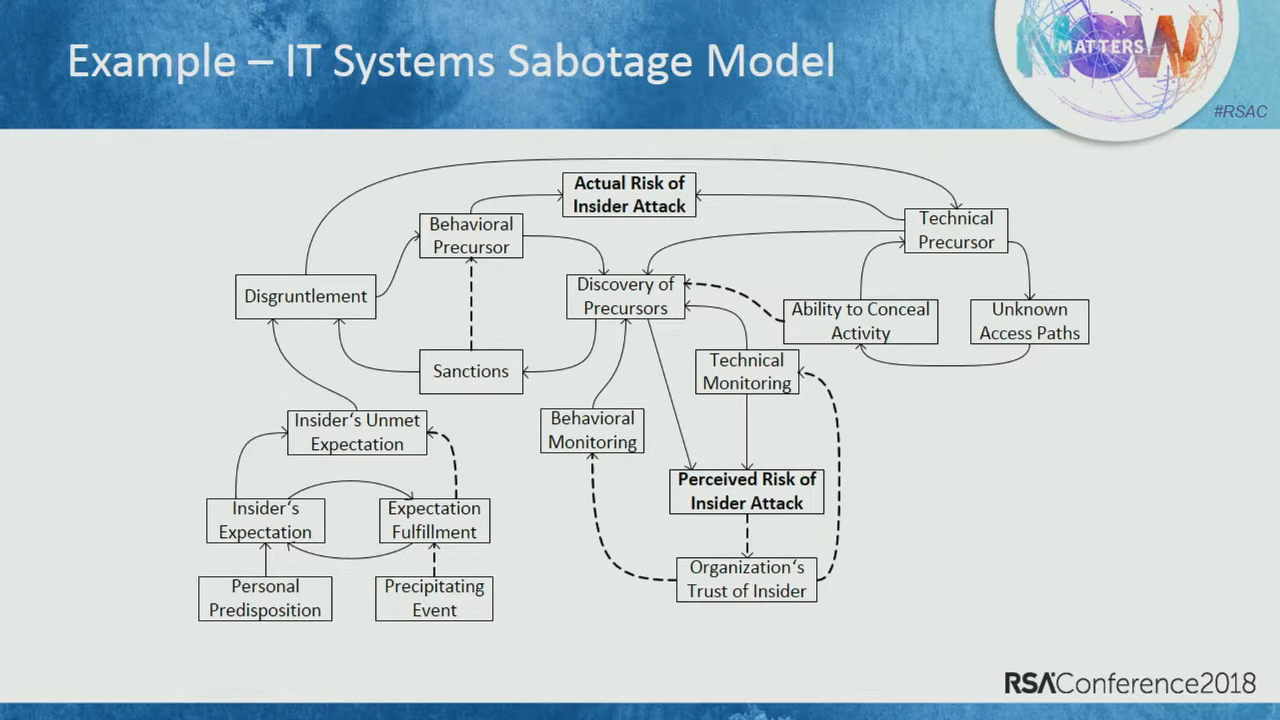 Example – IT Systems Sabotage Model
NOW
MATTERS
#RSAC
Actual Risk of
Insider Attack
Behavioral
Precursor
Technical
Precursor
Disgruntlement
Discovery of
Precursors
Ability to Conceal
Activity
Unknown
Access Paths
Sanctions
Technical
Monitoring
Insider‘s Unmet
Expectation
Behavioral
Monitoring
Perceived Risk of
Insider Attack
Insider‘s
Expectation
Expectation
Fulfillment
Organization‘s
Trust of Insider
Personal
Predisposition
Precipitating
Event
RSAConference2018